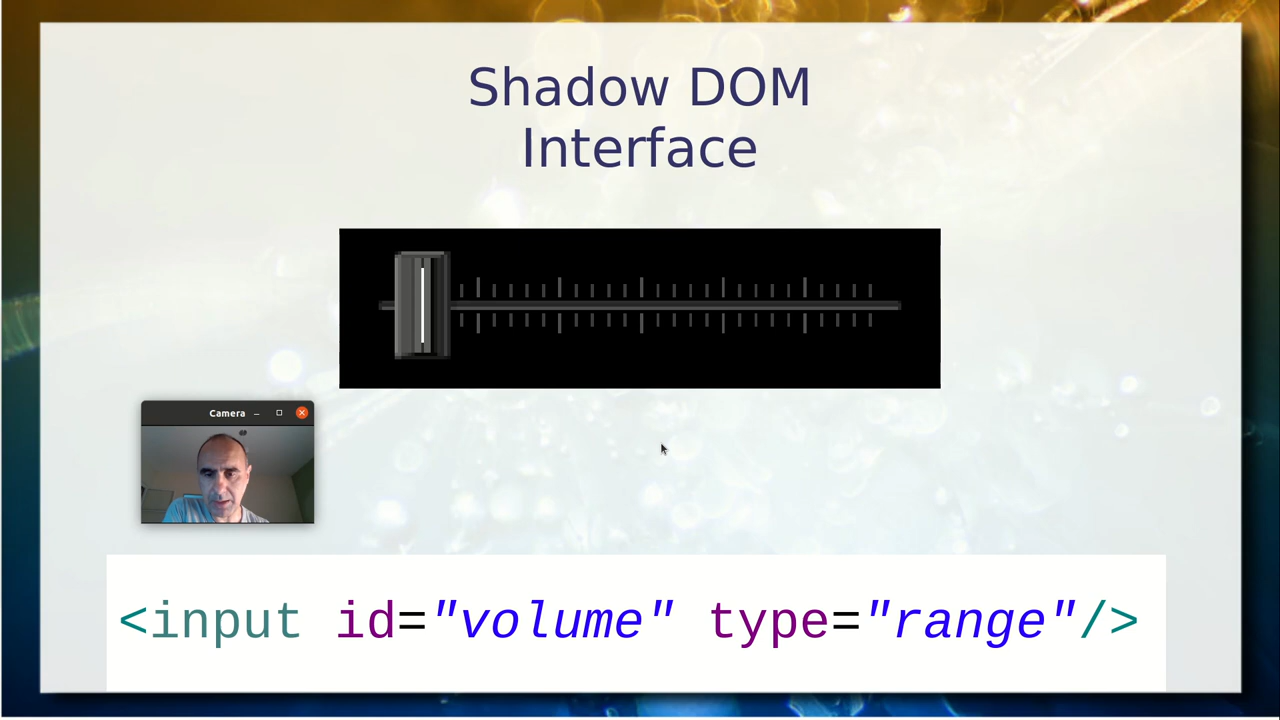 Shadow DOM
Interface
Camera
<input id="volume" type="range"/>